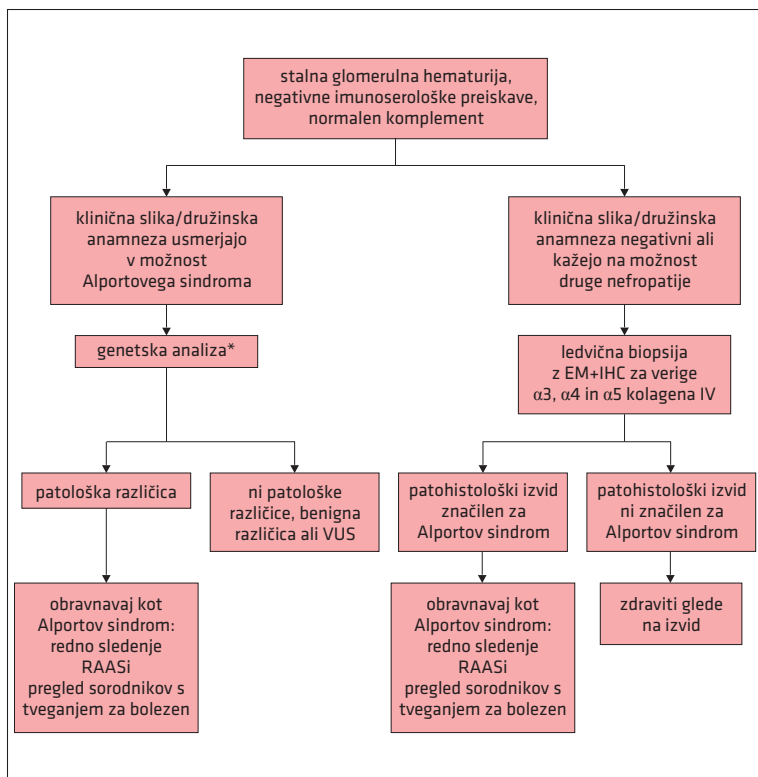 stalna glomerulna hematurija,
negativne imunoserološke preiskave,
normalen komplement
klinična slika/družinska
anamneza usmerjajo
v možnost
Alportovega sindroma
klinična slika/družinska
anamneza negativni ali
kažejo na možnost
druge nefropatije
genetska analiza*
ledvična biopsija
z EM+IHC za verige
α3, α4 in α5 kolagena IV
patološka različica
ni patološke
različice, benigna
različica ali VUS
patohistološki izvid
značilen za
Alportov sindrom
patohistološki izvid
ni značilen za
Alportov sindrom
obravnavaj kot
Alportov sindrom:
redno sledenje
RAASi
pregled sorodnikov s
tveganjem za bolezen
obravnavaj kot
Alportov sindrom:
redno sledenje
RAASi
pregled sorodnikov s
tveganjem za bolezen
zdraviti glede
na izvid